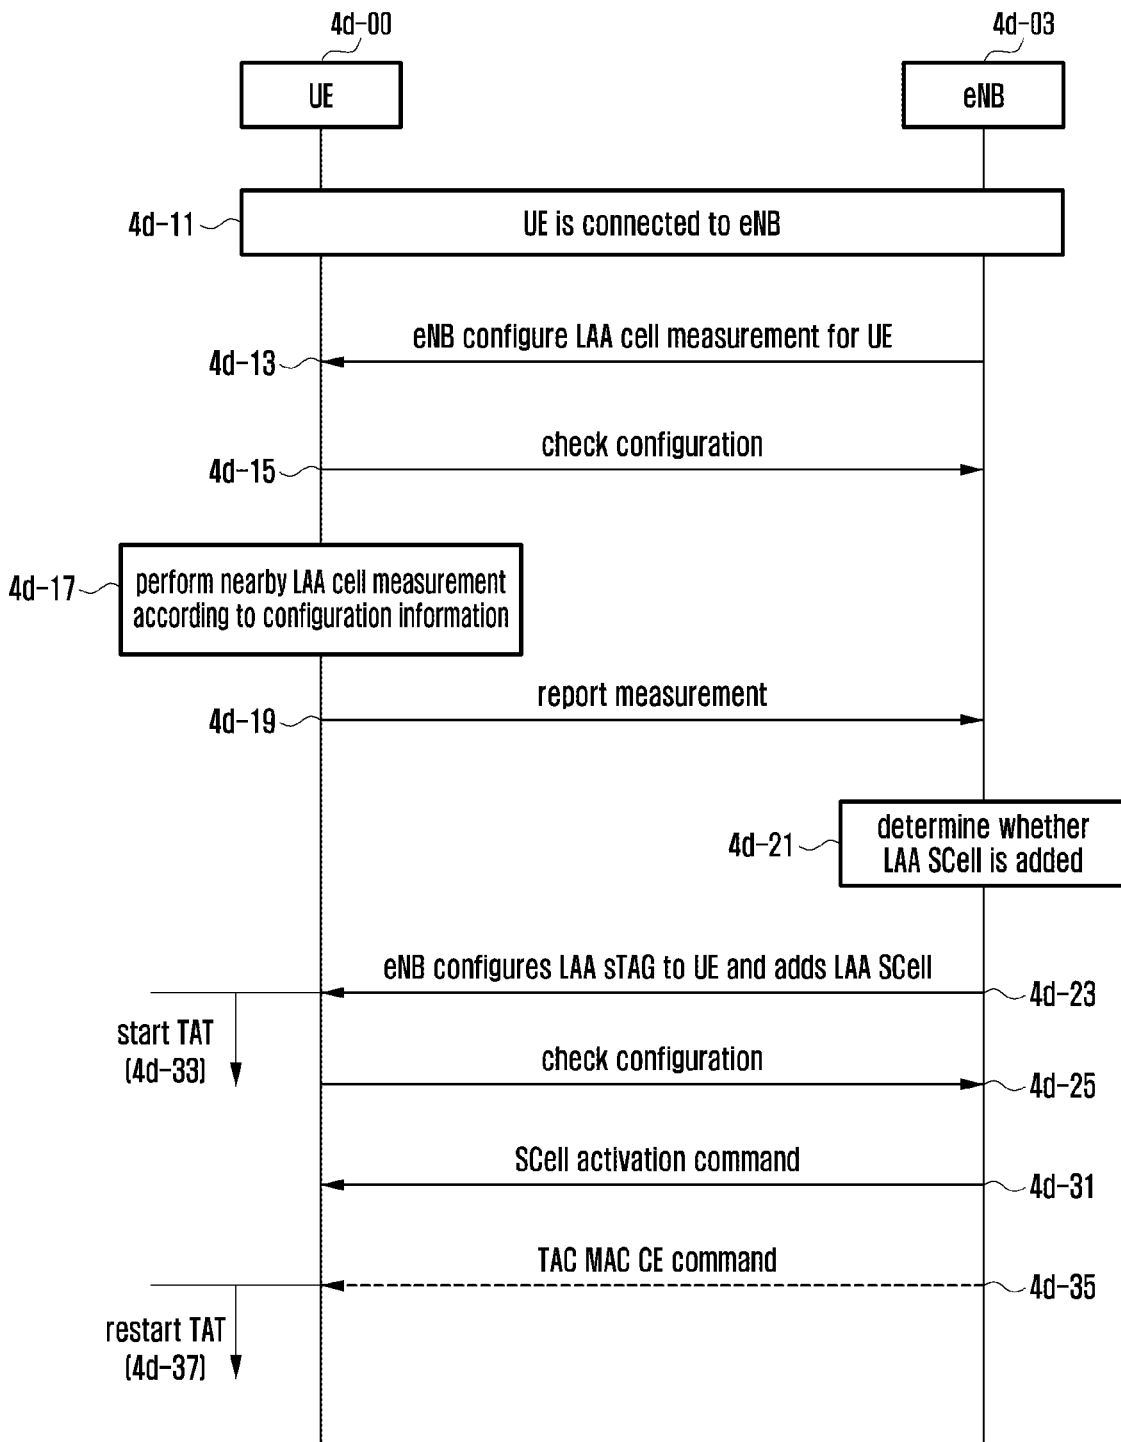 4d-00
4d-03
UE
eNB
4d-11
UE is connected to eNB
eNB configure LAA cell measurement for UE
4d-13
check configuration
4d-15
4d-17
perform nearby LAA cell measurement
according to configuration information
report measurement
4d-19
determine whether
LAA SCell is added
4d-21
eNB configures LAA sTAG to UE and adds LAA SCell
4d-23
start TAT
(4d-33)
check configuration
4d-25
SCell activation command
4d-31
TAC MAC CE command
4d-35
restart TAT
(4d-37)